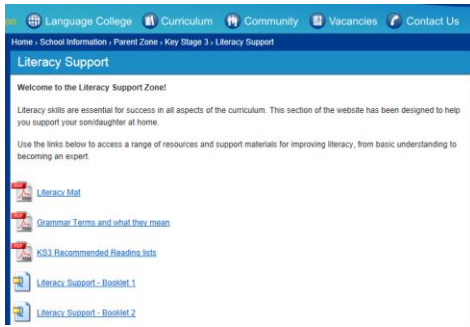 on Language College Curriculum Community Vacancies Contact Us
Home › School Information › Parent Zone › Key Stage 3 › Literacy Support
Literacy Support
Welcome to the Literacy Support Zone!
Literacy skills are essential for success in all aspects of the curriculum. This section of the website has been designed to help
you support your son/daughter at home.
Use the links below to access a range of resources and support materials for improving literacy, from basic understanding to
becoming an expert.
Literacy Mat
Grammar Terms and what they mean
KS3 Recommended Reading lists
Literacy Support - Booklet 1
Literacy Support - Booklet 2